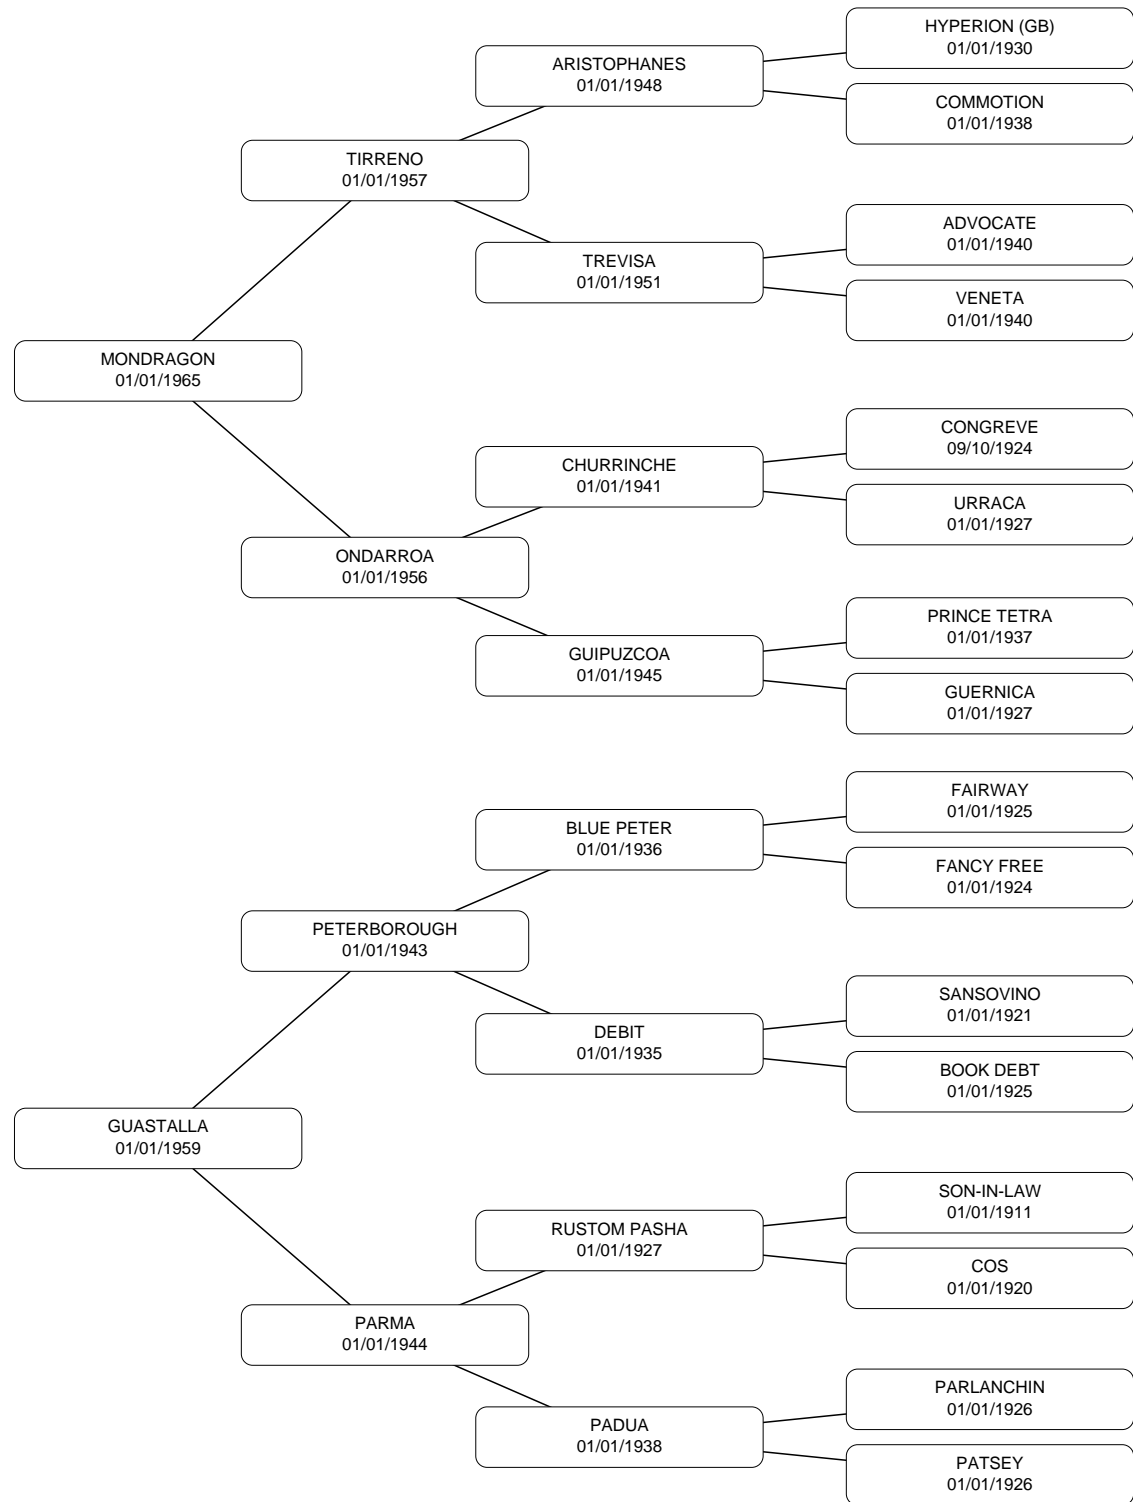 HYPERION (GB)
01/01/1930
ARISTOPHANES
01/01/1948
COMMOTION
01/01/1938
TIRRENO
01/01/1957
ADVOCATE
01/01/1940
TREVISA
01/01/1951
VENETA
01/01/1940
MONDRAGON
01/01/1965
CONGREVE
09/10/1924
CHURRINCHE
01/01/1941
URRACA
01/01/1927
ONDARROA
01/01/1956
PRINCE TETRA
01/01/1937
GUIPUZCOA
01/01/1945
GUERNICA
01/01/1927
FAIRWAY
01/01/1925
BLUE PETER
01/01/1936
FANCY FREE
01/01/1924
PETERBOROUGH
01/01/1943
SANSOVINO
01/01/1921
DEBIT
01/01/1935
BOOK DEBT
01/01/1925
GUASTALLA
01/01/1959
SON-IN-LAW
01/01/1911
RUSTOM PASHA
01/01/1927
COS
01/01/1920
PARMA
01/01/1944
PARLANCHIN
01/01/1926
PADUA
01/01/1938
PATSEY
01/01/1926